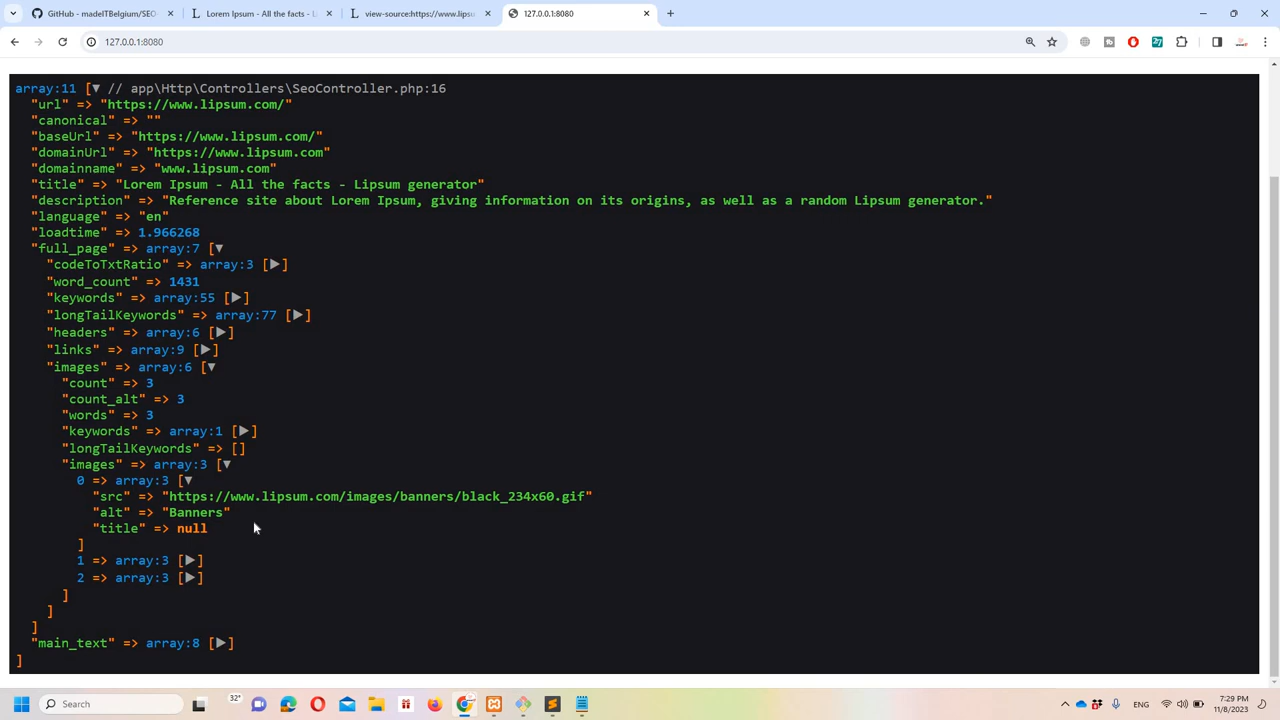 GitHub - madeITBelgium/SEO-
Lorem Ipsum - All the facts - L
view-source:https://www.lipsu
127.0.0.1:8080
127.0.0.1:8080
array:11 [▼ // app\Http\Controllers\SeoController.php:16
"url" => "https://www.lipsum.com/"
"canonical" => ""
"baseUrl" => "https://www.lipsum.com/"
"domainUrl" => "https://www.lipsum.com"
"domainname" => "www.lipsum.com"
"title" => "Lorem Ipsum - All the facts - Lipsum generator"
"description" => "Reference site about Lorem Ipsum, giving information on its origins, as well as a random Lipsum generator."
"language" => "en"
"loadtime" => 1.966268
"full_page" => array:7 [▼
"codeToTxtRatio" => array:3 [▶]
"word_count" => 1431
"keywords" => array:55 [▶]
"longTailKeywords" => array:77 [▶]
"headers" => array:6 [▶]
"links" => array:9 [▶]
"images" => array:6 [▼
"count" => 3
"count_alt" => 3
"words" => 3
"keywords" => array:1 [▶]
"longTailKeywords" => []
"images" => array:3 [▼
0 => array:3 [▼
"src" => "https://www.lipsum.com/images/banners/black_234x60.gif"
"alt" => "Banners"
"title" => null
]
1 => array:3 [▶]
2 => array:3 [▶]
]
]
]
"main_text" => array:8 [▶]
]
Search
32°
ENG
7:29 PM
11/8/2023